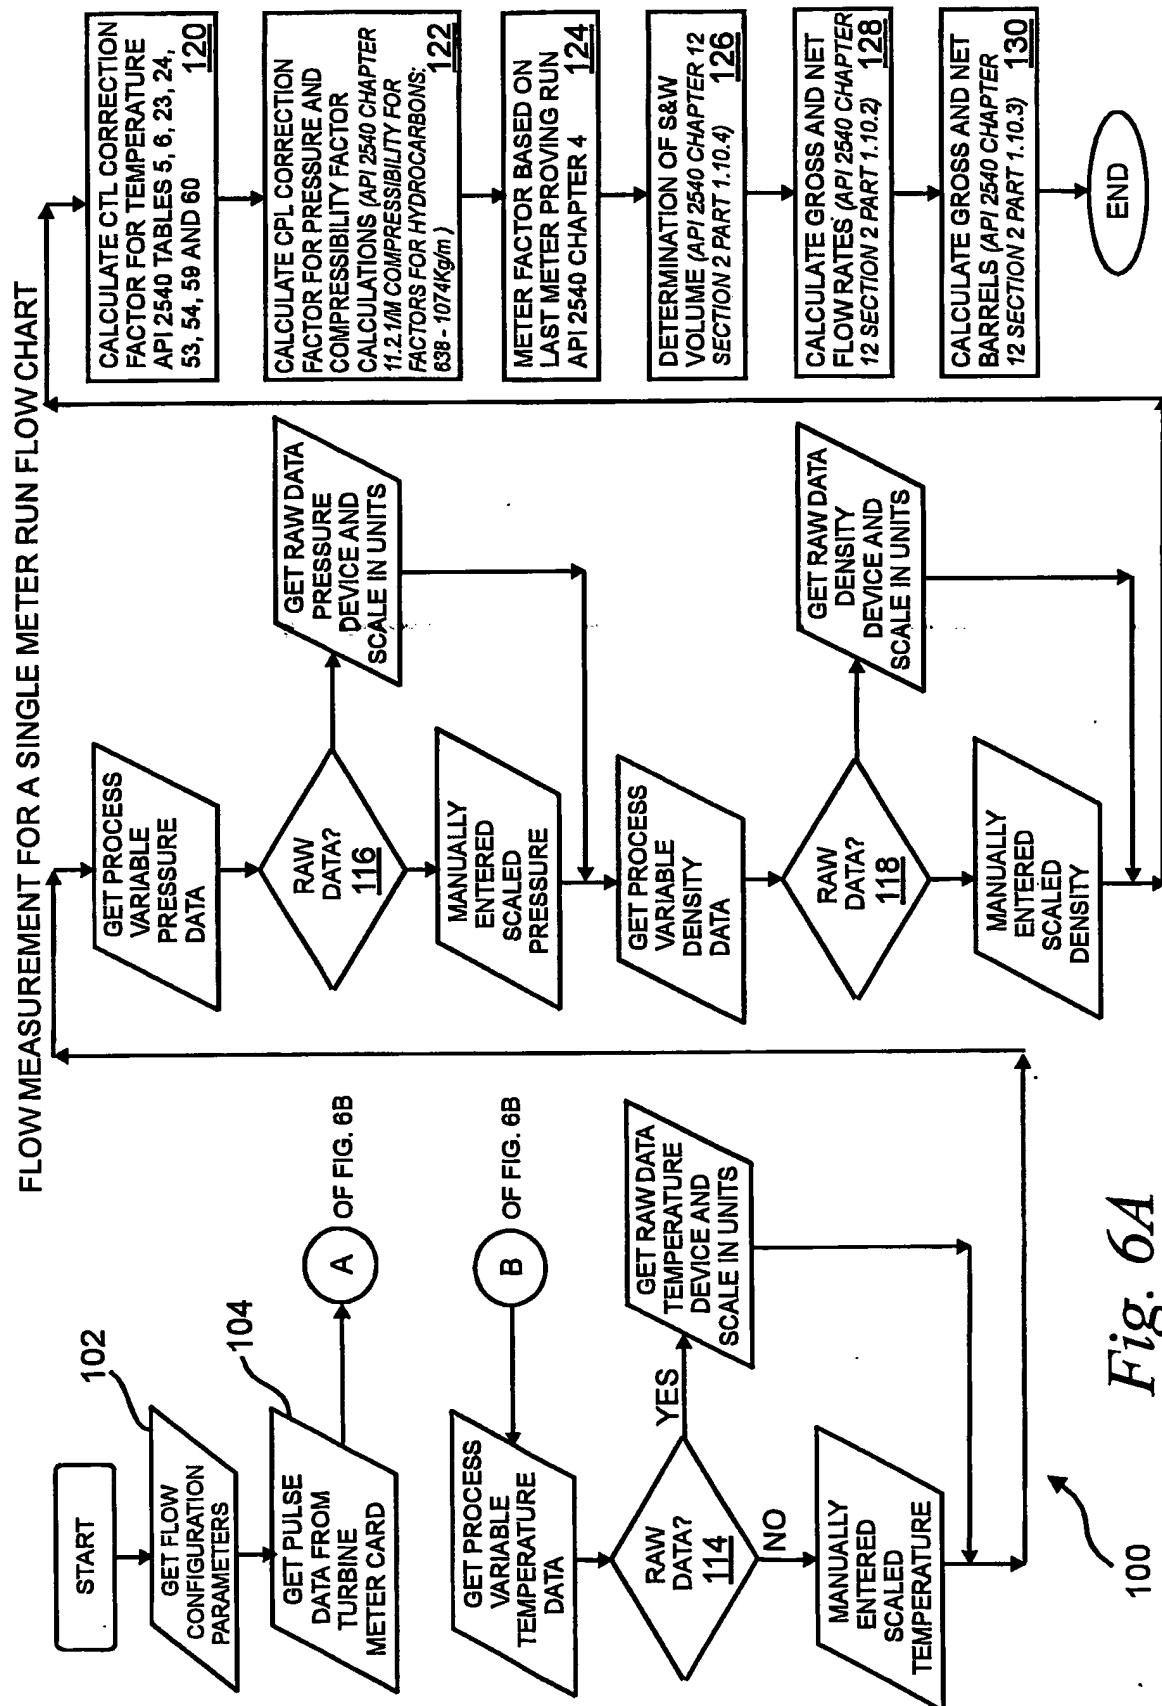 FLOW MEASUREMENT FOR A SINGLE METER RUN FLOW CHART
START
102
GET FLOW
CONFIGURATION
PARAMETERS
104
GET PULSE
DATA FROM
TURBINE
METER CARD
A
OF FIG. 6B
B
OF FIG. 6B
GET PROCESS
VARIABLE
TEMPERATURE
DATA
RAW
DATA?
114
YES
NO
GET RAW DATA
TEMPERATURE
DEVICE AND
SCALE IN UNITS
MANUALLY
ENTERED
SCALED
TEMPERATURE
100
GET PROCESS
VARIABLE
PRESSURE
DATA
RAW
DATA?
116
GET RAW DATA
PRESSURE
DEVICE AND
SCALE IN UNITS
MANUALLY
ENTERED
SCALED
PRESSURE
GET PROCESS
VARIABLE
DENSITY
DATA
RAW
DATA?
118
GET RAW DATA
DENSITY
DEVICE AND
SCALE IN UNITS
MANUALLY
ENTERED
SCALED
DENSITY
CALCULATE CTL CORRECTION
FACTOR FOR TEMPERATURE
API 2540 TABLES 5, 6, 23, 24,
53, 54, 59 AND 60 120
CALCULATE CPL CORRECTION
FACTOR FOR PRESSURE AND
COMPRESSIBILITY FACTOR
CALCULATIONS (API 2540 CHAPTER
11.2.1/M COMPRESSIBILITY FOR
FACTORS FOR HYDROCARBONS:
638 - 1074Kg/m ) 122
METER FACTOR BASED ON
LAST METER PROVING RUN
API 2540 CHAPTER 4 124
DETERMINATION OF S&W
VOLUME (API 2540 CHAPTER 12
SECTION 2 PART 1.10.4) 126
CALCULATE GROSS AND NET
FLOW RATES (API 2540 CHAPTER
12 SECTION 2 PART 1.10.2) 128
CALCULATE GROSS AND NET
BARRELS (API 2540 CHAPTER
12 SECTION 2 PART 1.10.3) 130
END
Fig. 6A